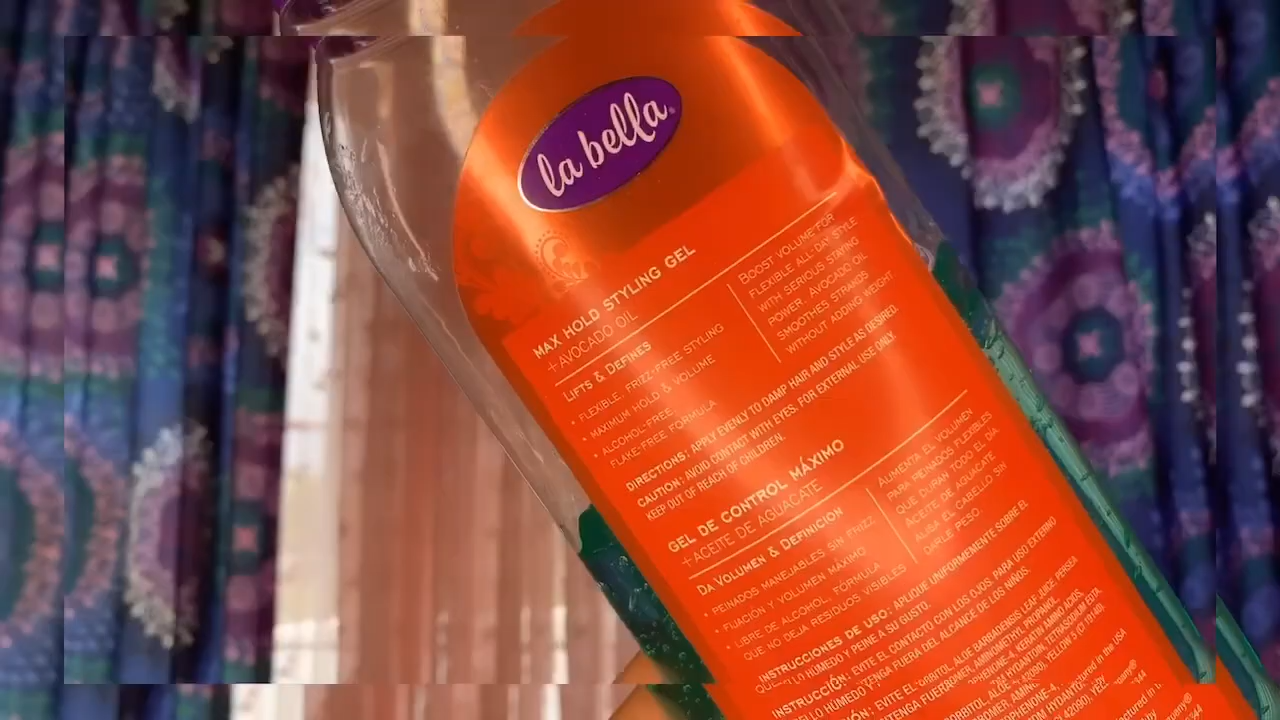 la bella
MAX HOLD STYLING GEL
+AVOCADO OIL
LIFTS & DEFINES
FLEXIBLE, FRIZZ-FREE STYLING
• MAXIMUM HOLD & VOLUME
• ALCOHOL-FREE,
FLAKE-FREE FORMULA
BOOST VOLUME FOR
FLEXIBLE ALL-DAY STYLE
WITH SERIOUS STAYING
POWER. AVOCADO OIL
SMOOTHES STRANDS
WITHOUT ADDING WEIGHT
DIRECTIONS: APPLY EVENLY TO DAMP HAIR AND STYLE AS DESIRED.
CAUTION: AVOID CONTACT WITH EYES. FOR EXTERNAL USE ONLY
KEEP OUT OF REACH OF CHILDREN.
GEL DE CONTROL MÁXIMO
+ACEITE DE AGUACATE
DA VOLUMEN & DEFINICION
• PEINADOS MANEJABLES SIN FRIZZ
• FIJACIÓN Y VOLUMEN MÁXIMO
• LIBRE DE ALCOHOL. FÓRMULA
QUE NO DEJA RESIDUOS VISIBLES
AUMENTA EL VOLUMEN
PARA PEINADOS FLEXIBLES
QUE DURAN TODO EL DÍA.
ACEITE DE AGUACATE
ALISA EL CABELLO SIN
DARLE PESO.
INSTRUCCIONES DE USO: APLIQUE UNIFORMEMENTE SOBRE EL
HÚMEDO Y PEINE A SU GUSTO.
EVITE EL CONTACTO CON LOS OJOS. PARA USO EXTERNO
TENGA FUERA DEL ALCANCE DE LOS NIÑOS.
ALOE BARBADENSIS LEAF JUICE, PERSEA